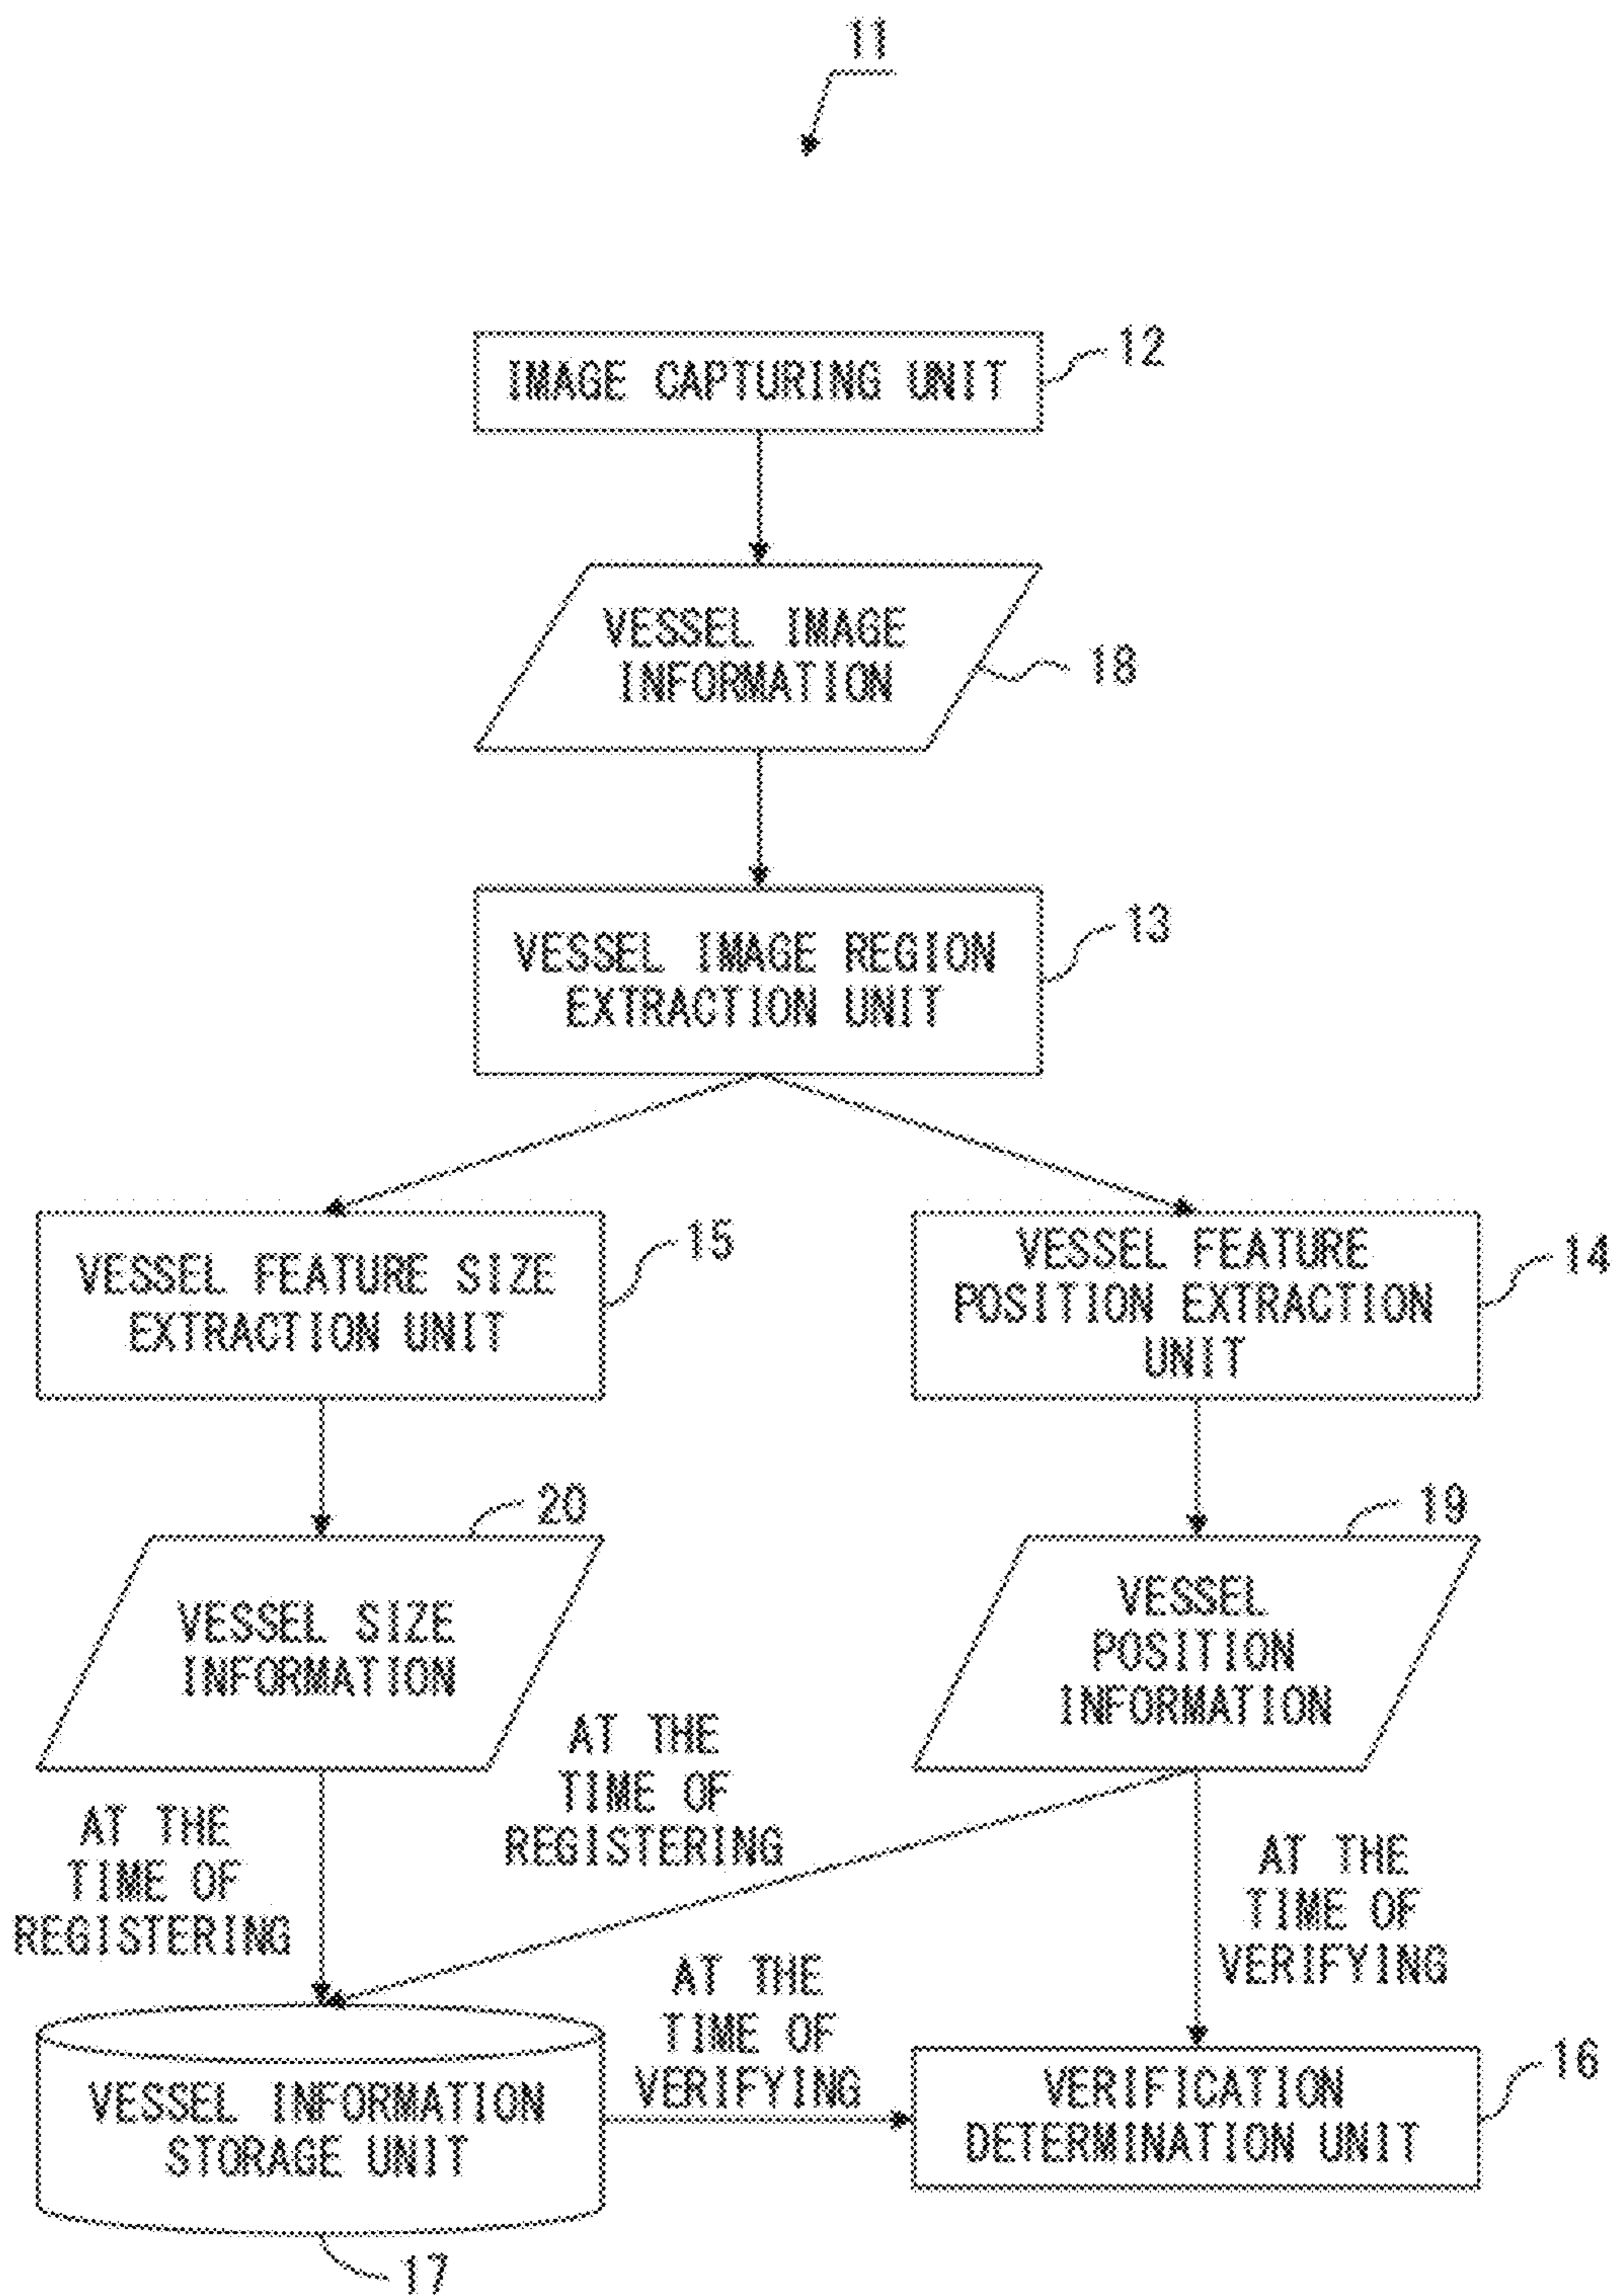 11
IMAGE CAPTURING UNIT
12
VESSEL IMAGE
INFORMATION
18
VESSEL IMAGE REGION
EXTRACTION UNIT
13
VESSEL FEATURE SIZE
EXTRACTION UNIT
15
VESSEL FEATURE
POSITION EXTRACTION
UNIT
14
VESSEL SIZE
INFORMATION
20
VESSEL
POSITION
INFORMATION
19
AT THE
TIME OF
REGISTERING
AT THE
TIME OF
REGISTERING
AT THE
TIME OF
VERIFYING
AT THE
TIME OF
VERIFYING
VESSEL INFORMATION
STORAGE UNIT
17
VERIFICATION
DETERMINATION UNIT
16